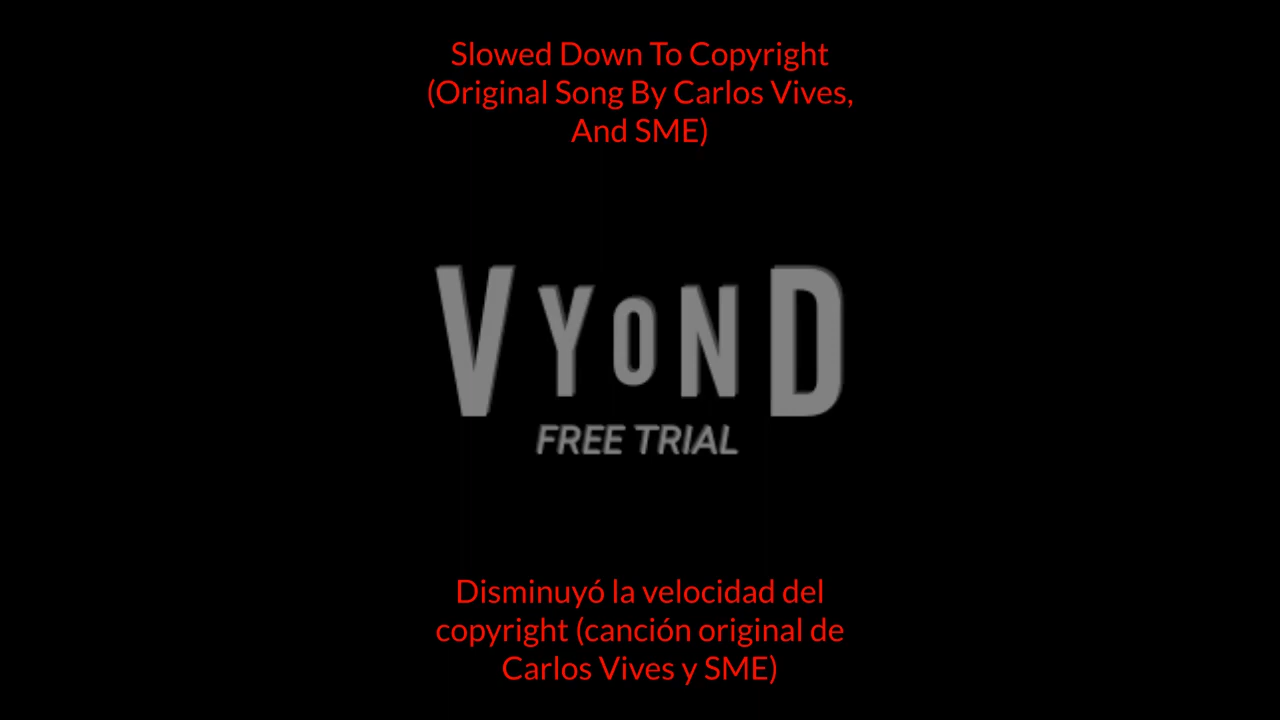 Slowed Down To Copyright
(Original Song By Carlos Vives,
And SME)
VYOND
FREE TRIAL
Disminuyó la velocidad del
copyright (canción original de
Carlos Vives y SME)